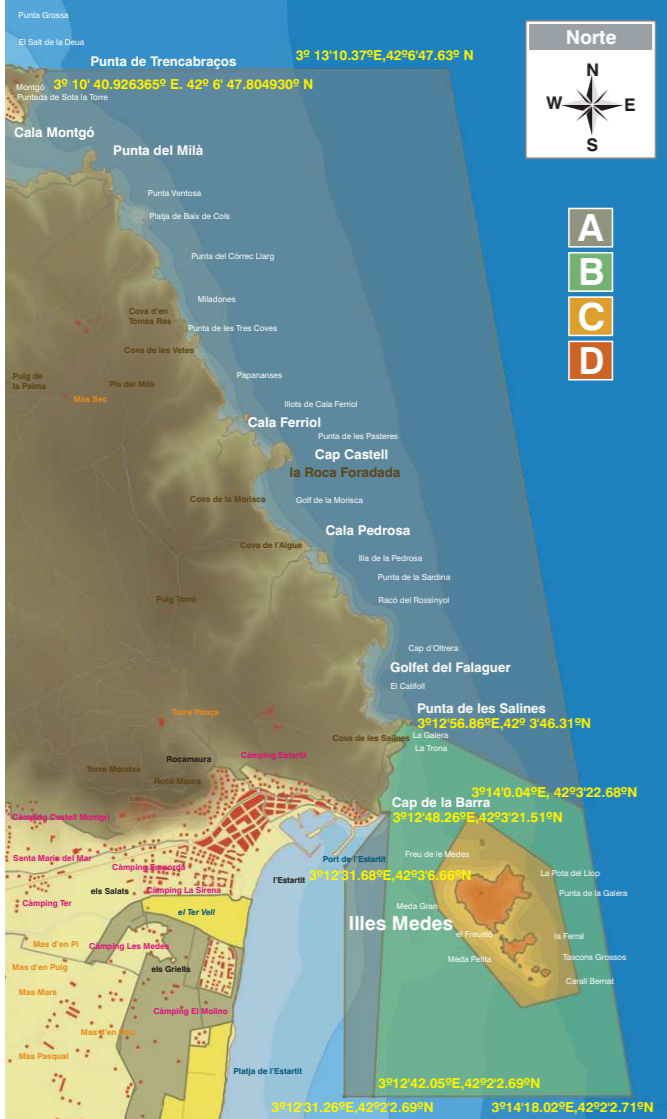 Punta Grossa
El Salt de la Deua
Punta de Trencabraços
3º 13'10.37ºE,42º6'47.63º N
Norte
N
W
E
S
Montgó
3º 10' 40.926365º E. 42º 6' 47.804930º N
Puntada de Sota la Torre
Cala Montgó
Punta del Milà
Punta Ventosa
Platja de Baix de Cols
A
B
C
D
Punta del Còrrec Llarg
Miladones
Cova d'en
Tomàs Ras
Punta de les Tres Coves
Cova de les Vetes
Puig de
la Palma
Pla del Milà
Papananses
Mas Sec
Illots de Cala Ferriol
Cala Ferriol
Punta de les Pasteres
Cap Castell
la Roca Foradada
Cova de la Morisca
Golf de la Morisca
Cala Pedrosa
Cova de l'Aigua
Illa de la Pedrosa
Punta de la Sardina
Puig Torró
Racó del Rossinyol
Cap d'Oltrera
Golfet del Falaguer
El Catifoll
Punta de les Salines
Torre Ponça
3º12'56.86ºE,42º 3'46.31ºN
Cova de les Salines
La Galera
La Trona
Rocamaura
Càmping Estartit
Torre Moratxa
Roca Maura
3º14'0.04ºE, 42º3'22.68ºN
Cap de la Barra
3º12'48.26ºE,42º3'21.51ºN
Càmping Castell Montgrí
Santa Maria del Mar
Port de l'Estartit
Freu de le Medes
Càmping Empordà
l'Estartit
3º12'31.68ºE,42º3'6.66ºN
La Pota del Llop
els Salats
Càmping La Sirena
Punta de la Galera
Càmping Ter
el Ter Vell
Meda Gran
Illes Medes
el Freuetó
la Ferral
Mas d'en Pi
Càmping Les Medes
Meda Petita
Tascons Grossos
Mas d'en Puig
els Griells
Carall Bernat
Mas Mars
Càmping El Molino
Mas Pasqual
Platja de l'Estartit
3º12'42.05ºE,42º2'2.69ºN
3º12'31.26ºE,42º2'2.69ºN
3º14'18.02ºE,42º2'2.71ºN